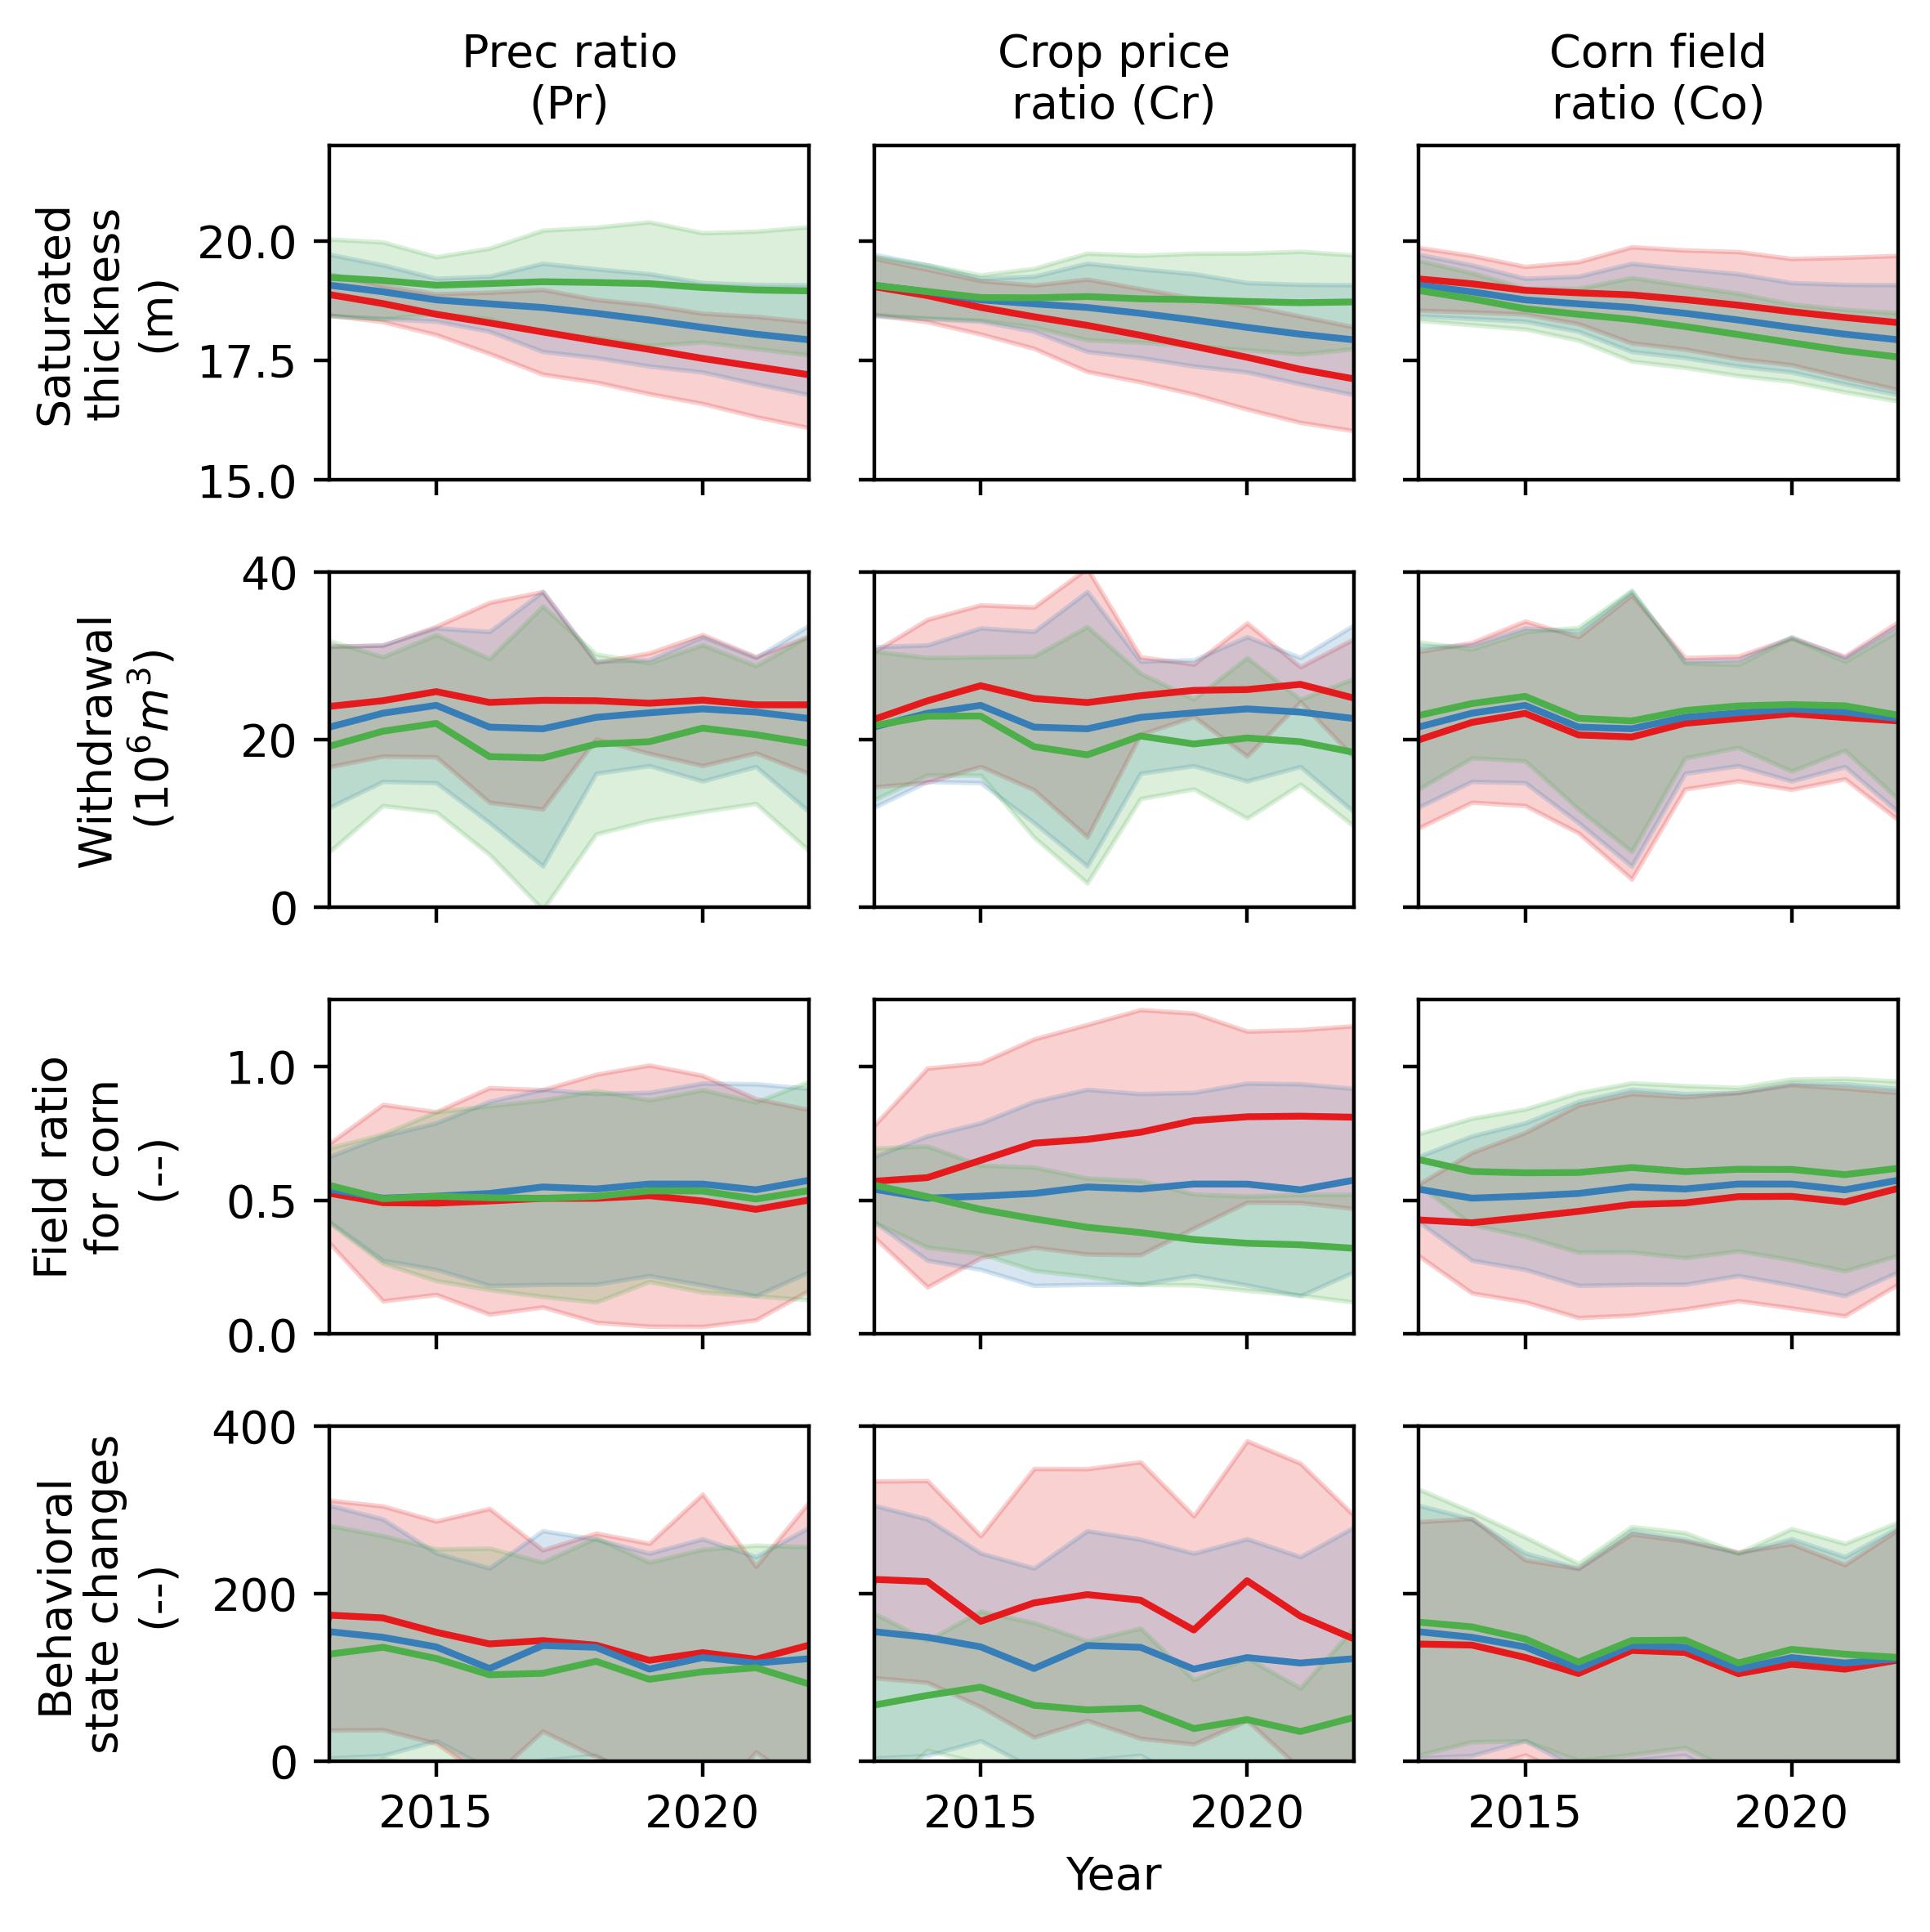 Prec ratio
(Pr)
Crop price
ratio (Cr)
Corn field
ratio (Co)
Saturated
thickness
(m)
20.0
17.5
15.0
Withdrawal
(10⁶m³)
40
20
0
Field ratio
for corn
(--)
1.0
0.5
0.0
Behavioral
state changes
(--)
400
200
0
2015 2020 2015 2020 2015 2020
Year